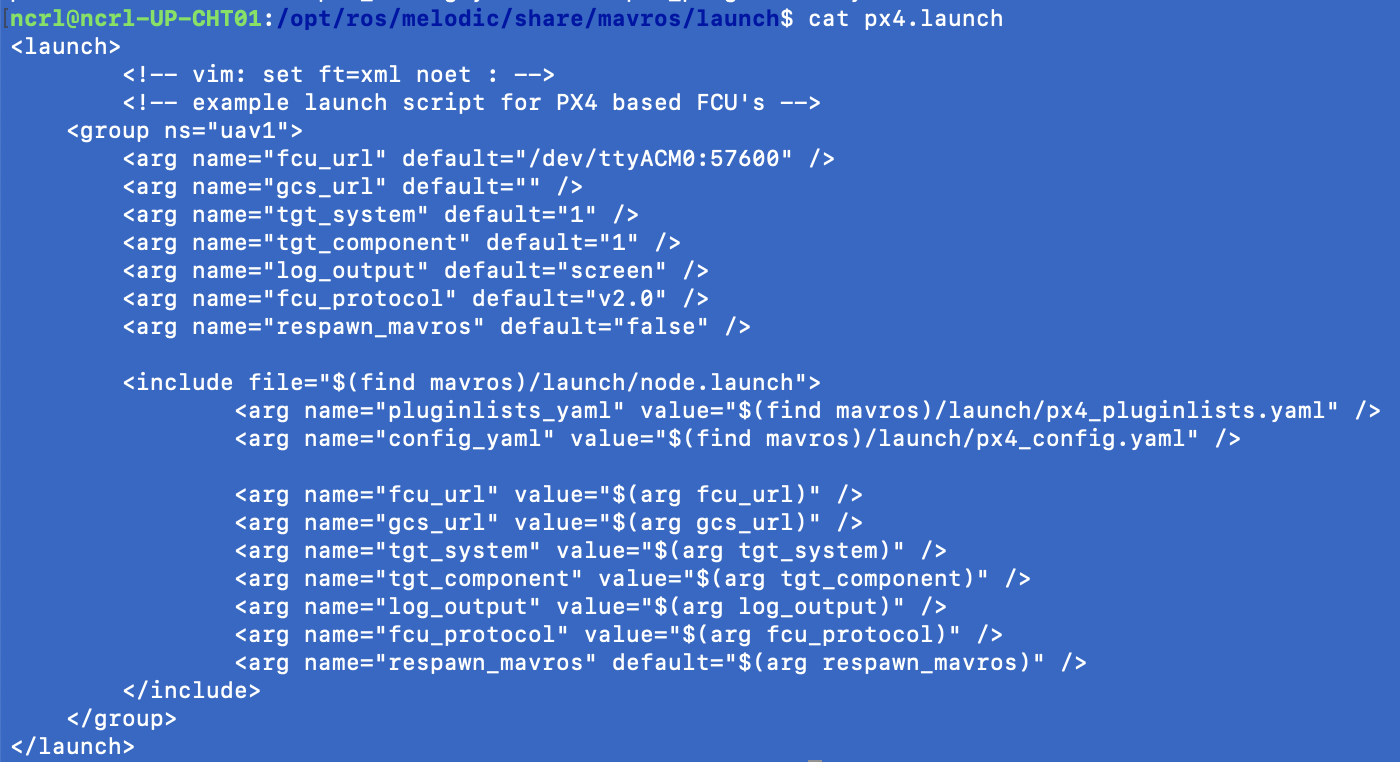 ncrl@ncrl-UP-CHT01:/opt/ros/melodic/share/mavros/launch$ cat px4.launch
<launch>
        <!-- vim: set ft=xml noet : -->
        <!-- example launch script for PX4 based FCU's -->
    <group ns="uav1">
        <arg name="fcu_url" default="/dev/ttyACM0:57600" />
        <arg name="gcs_url" default="" />
        <arg name="tgt_system" default="1" />
        <arg name="tgt_component" default="1" />
        <arg name="log_output" default="screen" />
        <arg name="fcu_protocol" default="v2.0" />
        <arg name="respawn_mavros" default="false" />

        <include file="$(find mavros)/launch/node.launch">
                <arg name="pluginlists_yaml" value="$(find mavros)/launch/px4_pluginlists.yaml" />
                <arg name="config_yaml" value="$(find mavros)/launch/px4_config.yaml" />

                <arg name="fcu_url" value="$(arg fcu_url)" />
                <arg name="gcs_url" value="$(arg gcs_url)" />
                <arg name="tgt_system" value="$(arg tgt_system)" />
                <arg name="tgt_component" value="$(arg tgt_component)" />
                <arg name="log_output" value="$(arg log_output)" />
                <arg name="fcu_protocol" value="$(arg fcu_protocol)" />
                <arg name="respawn_mavros" default="$(arg respawn_mavros)" />
        </include>
    </group>
</launch>